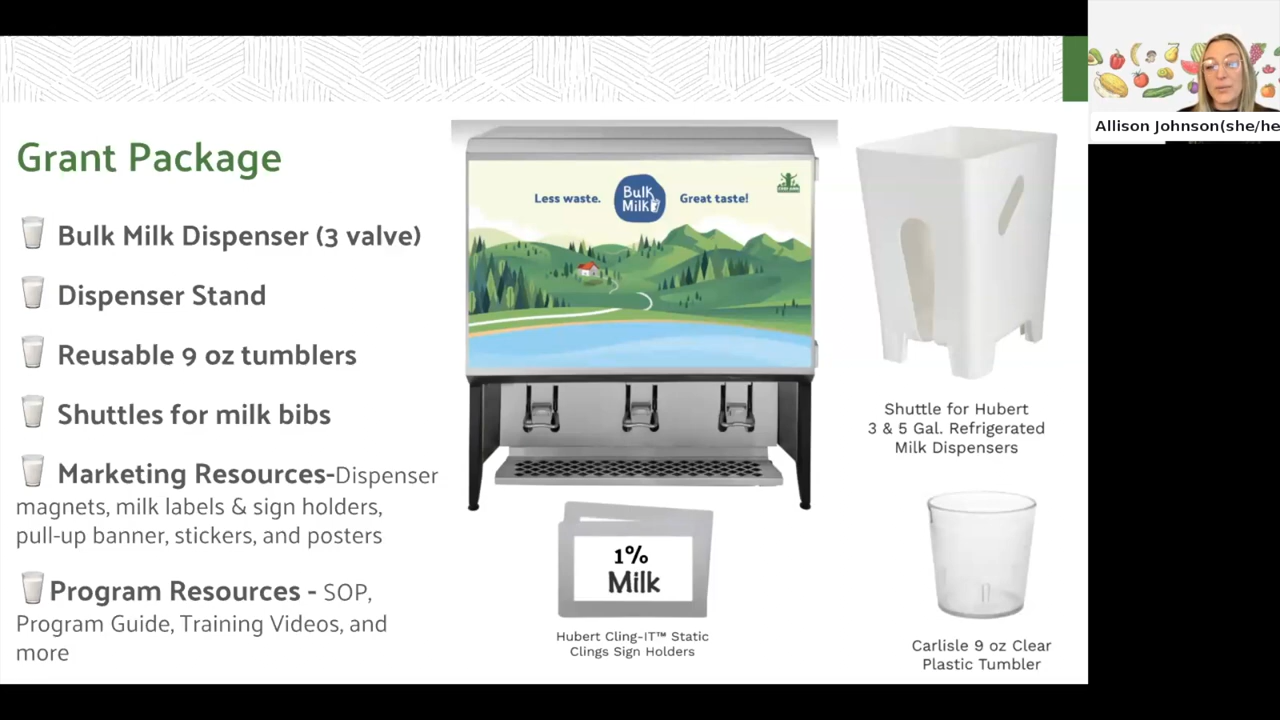 Grant Package
Bulk Milk Dispenser (3 valve)
Dispenser Stand
Reusable 9 oz tumblers
Shuttles for milk bibs
Marketing Resources-Dispenser
magnets, milk labels & sign holders,
pull-up banner, stickers, and posters
Program Resources - SOP,
Program Guide, Training Videos, and
more
Less waste.
Bulk
Milk
Great taste!
1%
Milk
Hubert Cling-IT™ Static
Clings Sign Holders
Shuttle for Hubert
3 & 5 Gal. Refrigerated
Milk Dispensers
Carlisle 9 oz Clear
Plastic Tumbler
Allison Johnson(she/he